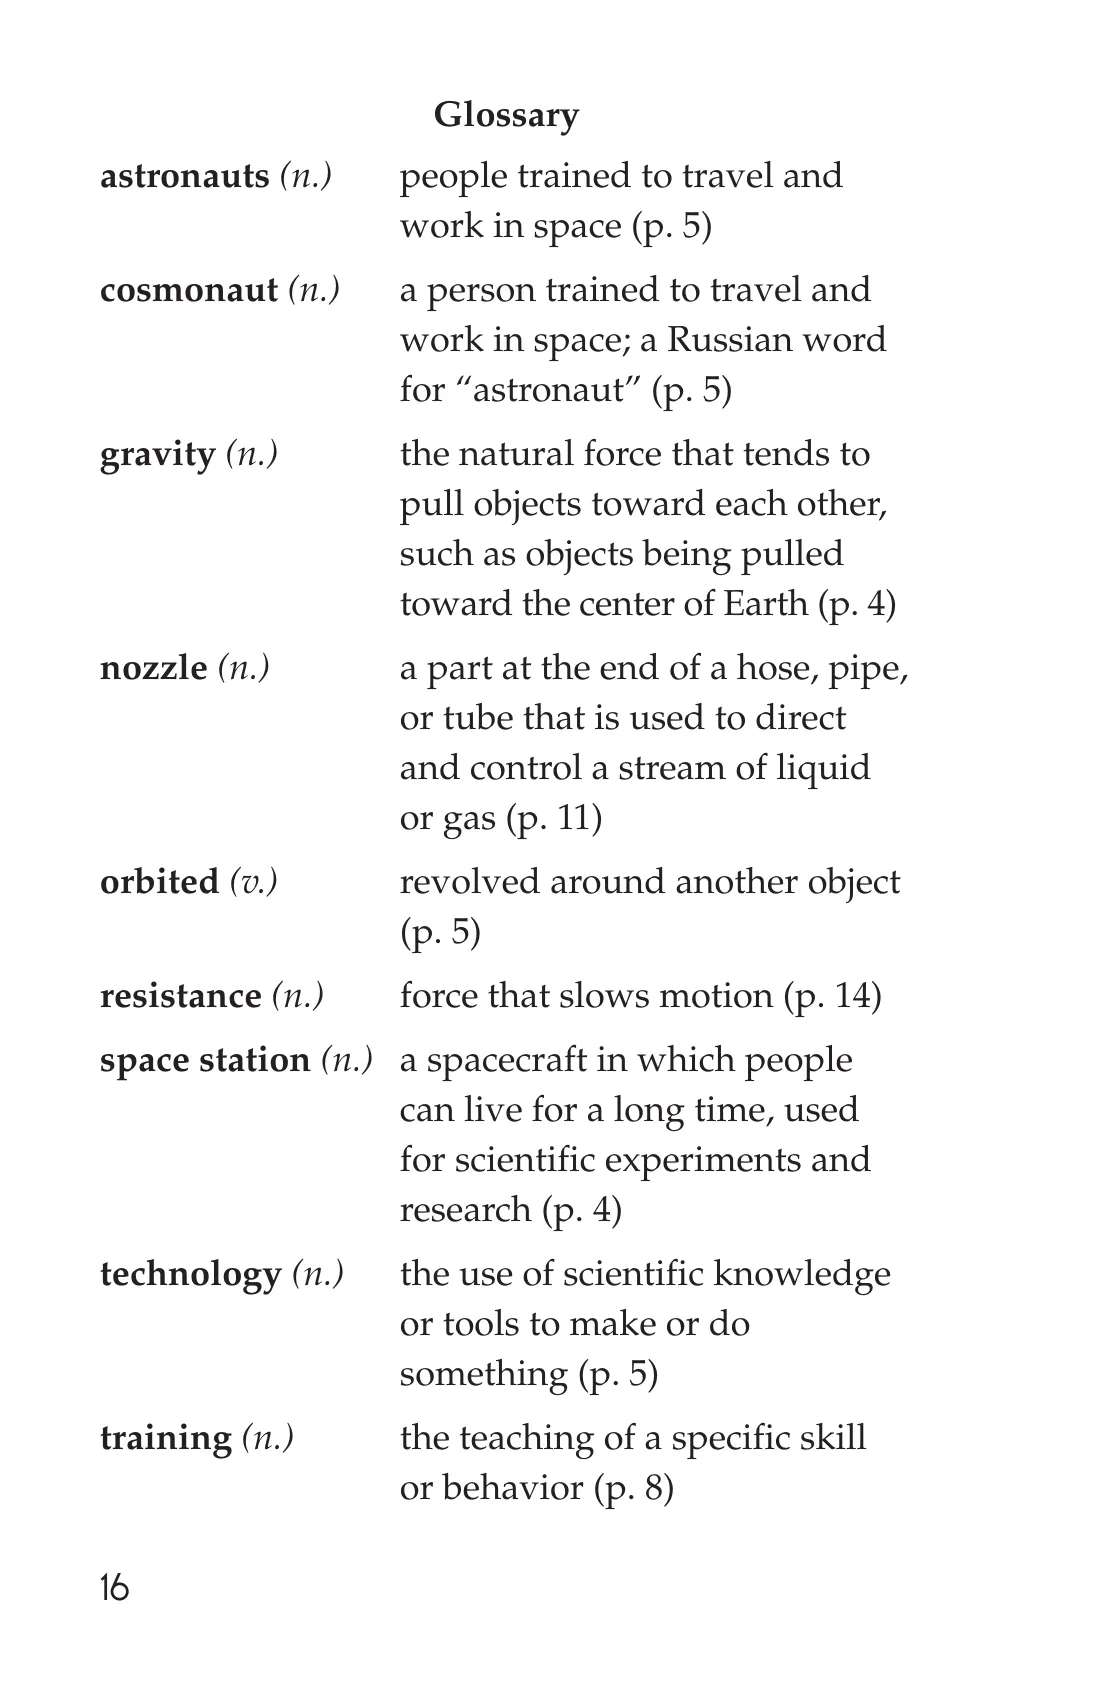 Glossary
astronauts (n.) people trained to travel and
work in space (p. 5)
cosmonaut (n.) a person trained to travel and
work in space; a Russian word
for “astronaut” (p. 5)
gravity (n.) the natural force that tends to
pull objects toward each other,
such as objects being pulled
toward the center of Earth (p. 4)
nozzle (n.) a part at the end of a hose, pipe,
or tube that is used to direct
and control a stream of liquid
or gas (p. 11)
orbited (v.) revolved around another object
(p. 5)
resistance (n.) force that slows motion (p. 14)
space station (n.) a spacecraft in which people
can live for a long time, used
for scientific experiments and
research (p. 4)
technology (n.) the use of scientific knowledge
or tools to make or do
something (p. 5)
training (n.) the teaching of a specific skill
or behavior (p. 8)
16